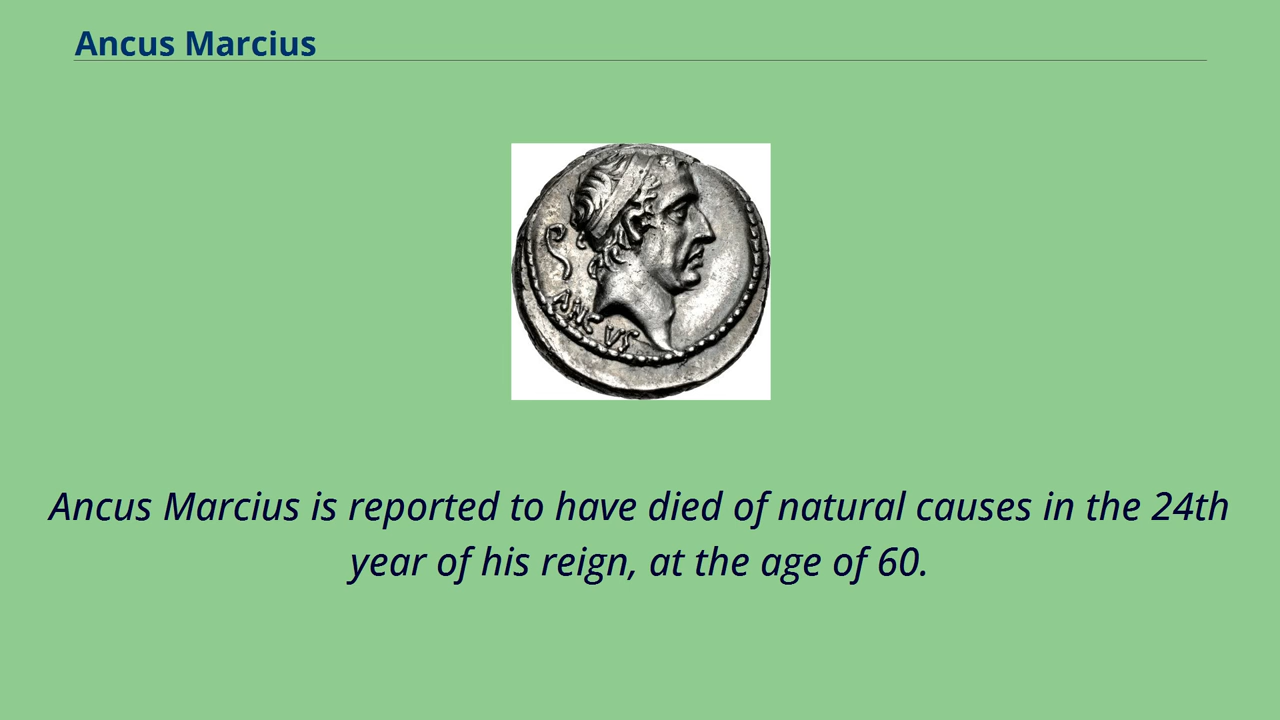 Ancus Marcius
ANCVS
Ancus Marcius is reported to have died of natural causes in the 24th
year of his reign, at the age of 60.